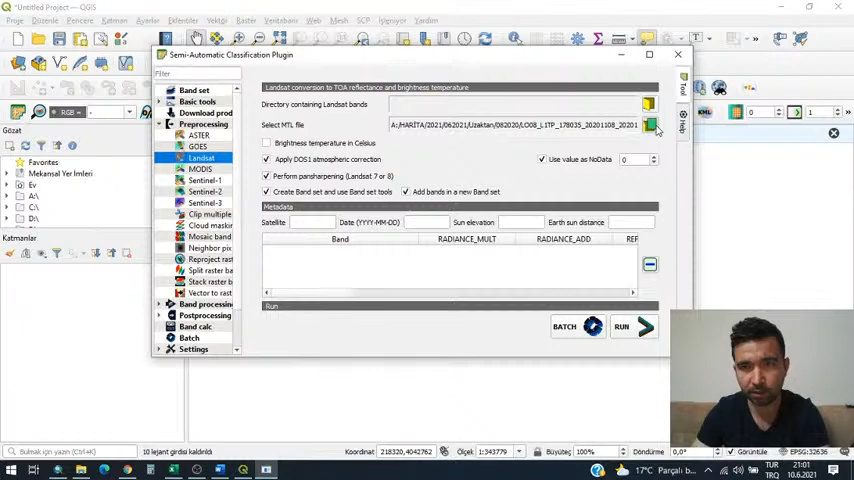 *Untitled Project — QGIS
Proje Düzenle Görünüm Katman Ayarlar Eklentiler Vektör Raster Veritabanı Web Mesh SCP İşleniyor Yardım
Semi-Automatic Classification Plugin
Filter
Band set
Basic tools
Download prod
Preprocessing
ASTER
GOES
Landsat
MODIS
Sentinel-1
Sentinel-2
Sentinel-3
Clip multiple
Cloud maskin
Mosaic band
Neighbor pix
Reproject rast
Split raster ba
Stack raster b
Vector to rast
Band processing
Postprocessing
Band calc
Batch
Settings
Landsat conversion to TOA reflectance and brightness temperature
Directory containing Landsat bands
Select MTL file A:/HARİTA/2021/062021/Uzaktan/082020/LO08_L1TP_178035_20201108_20201
Brightness temperature in Celsius
Apply DOS1 atmospheric correction Use value as NoData 0
Perform pansharpening (Landsat 7 or 8)
Create Band set and use Band set tools Add bands in a new Band set
Metadata
Satellite Date (YYYY-MM-DD) Sun elevation Earth sun distance
Band RADIANCE_MULT RADIANCE_ADD REF
Run
BATCH RUN
Tool
Help
RGB =
KML
1
Gözat
Favorites
Mekansal Yer İmleri
Ev
A:\
C:\
D:\
Katmanlar
Bulmak için yazın (Ctrl+K) 10 lejant girdisi kaldırıldı Koordinat 218320,4042762 Ölçek 1:343779 Büyüteç 100% Döndürme 0,0° Görüntüle EPSG:32636
17°C Parçalı b TUR TRQ 21:01 10.6.2021